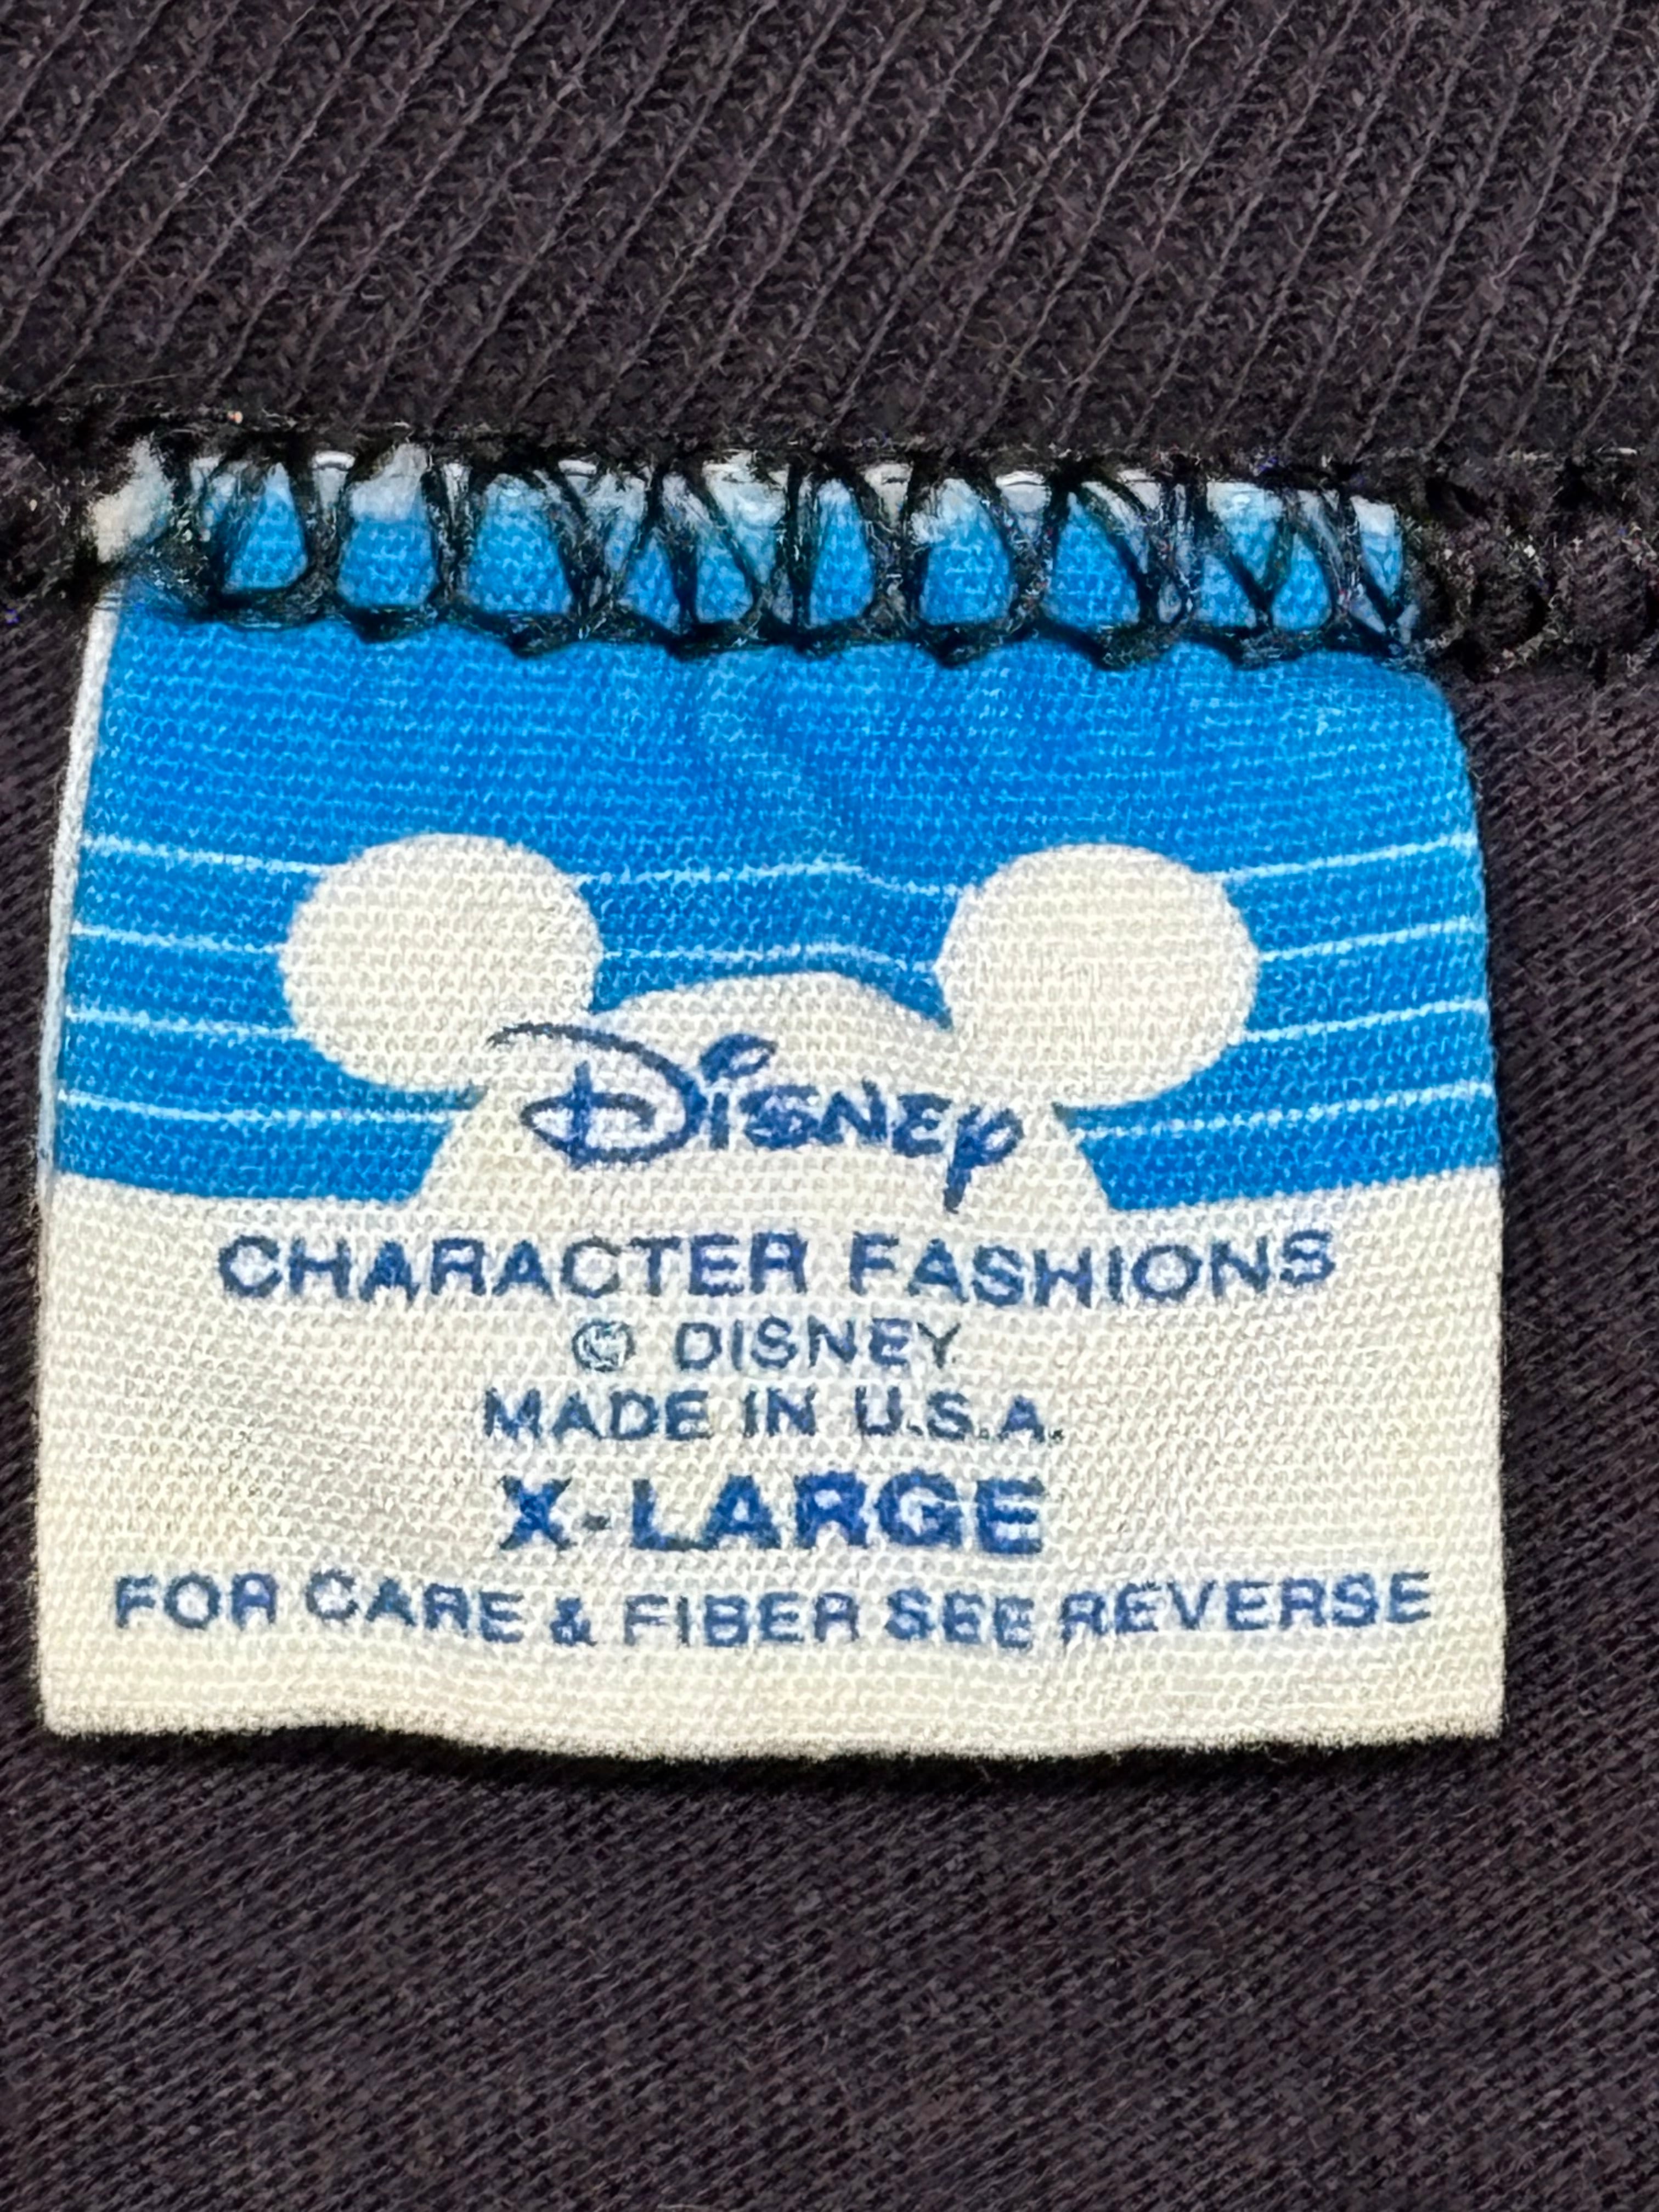 Disney
CHARACTER FASHIONS
© DISNEY
MADE IN U.S.A.
X-LARGE
FOR CARE & FIBER SEE REVERSE